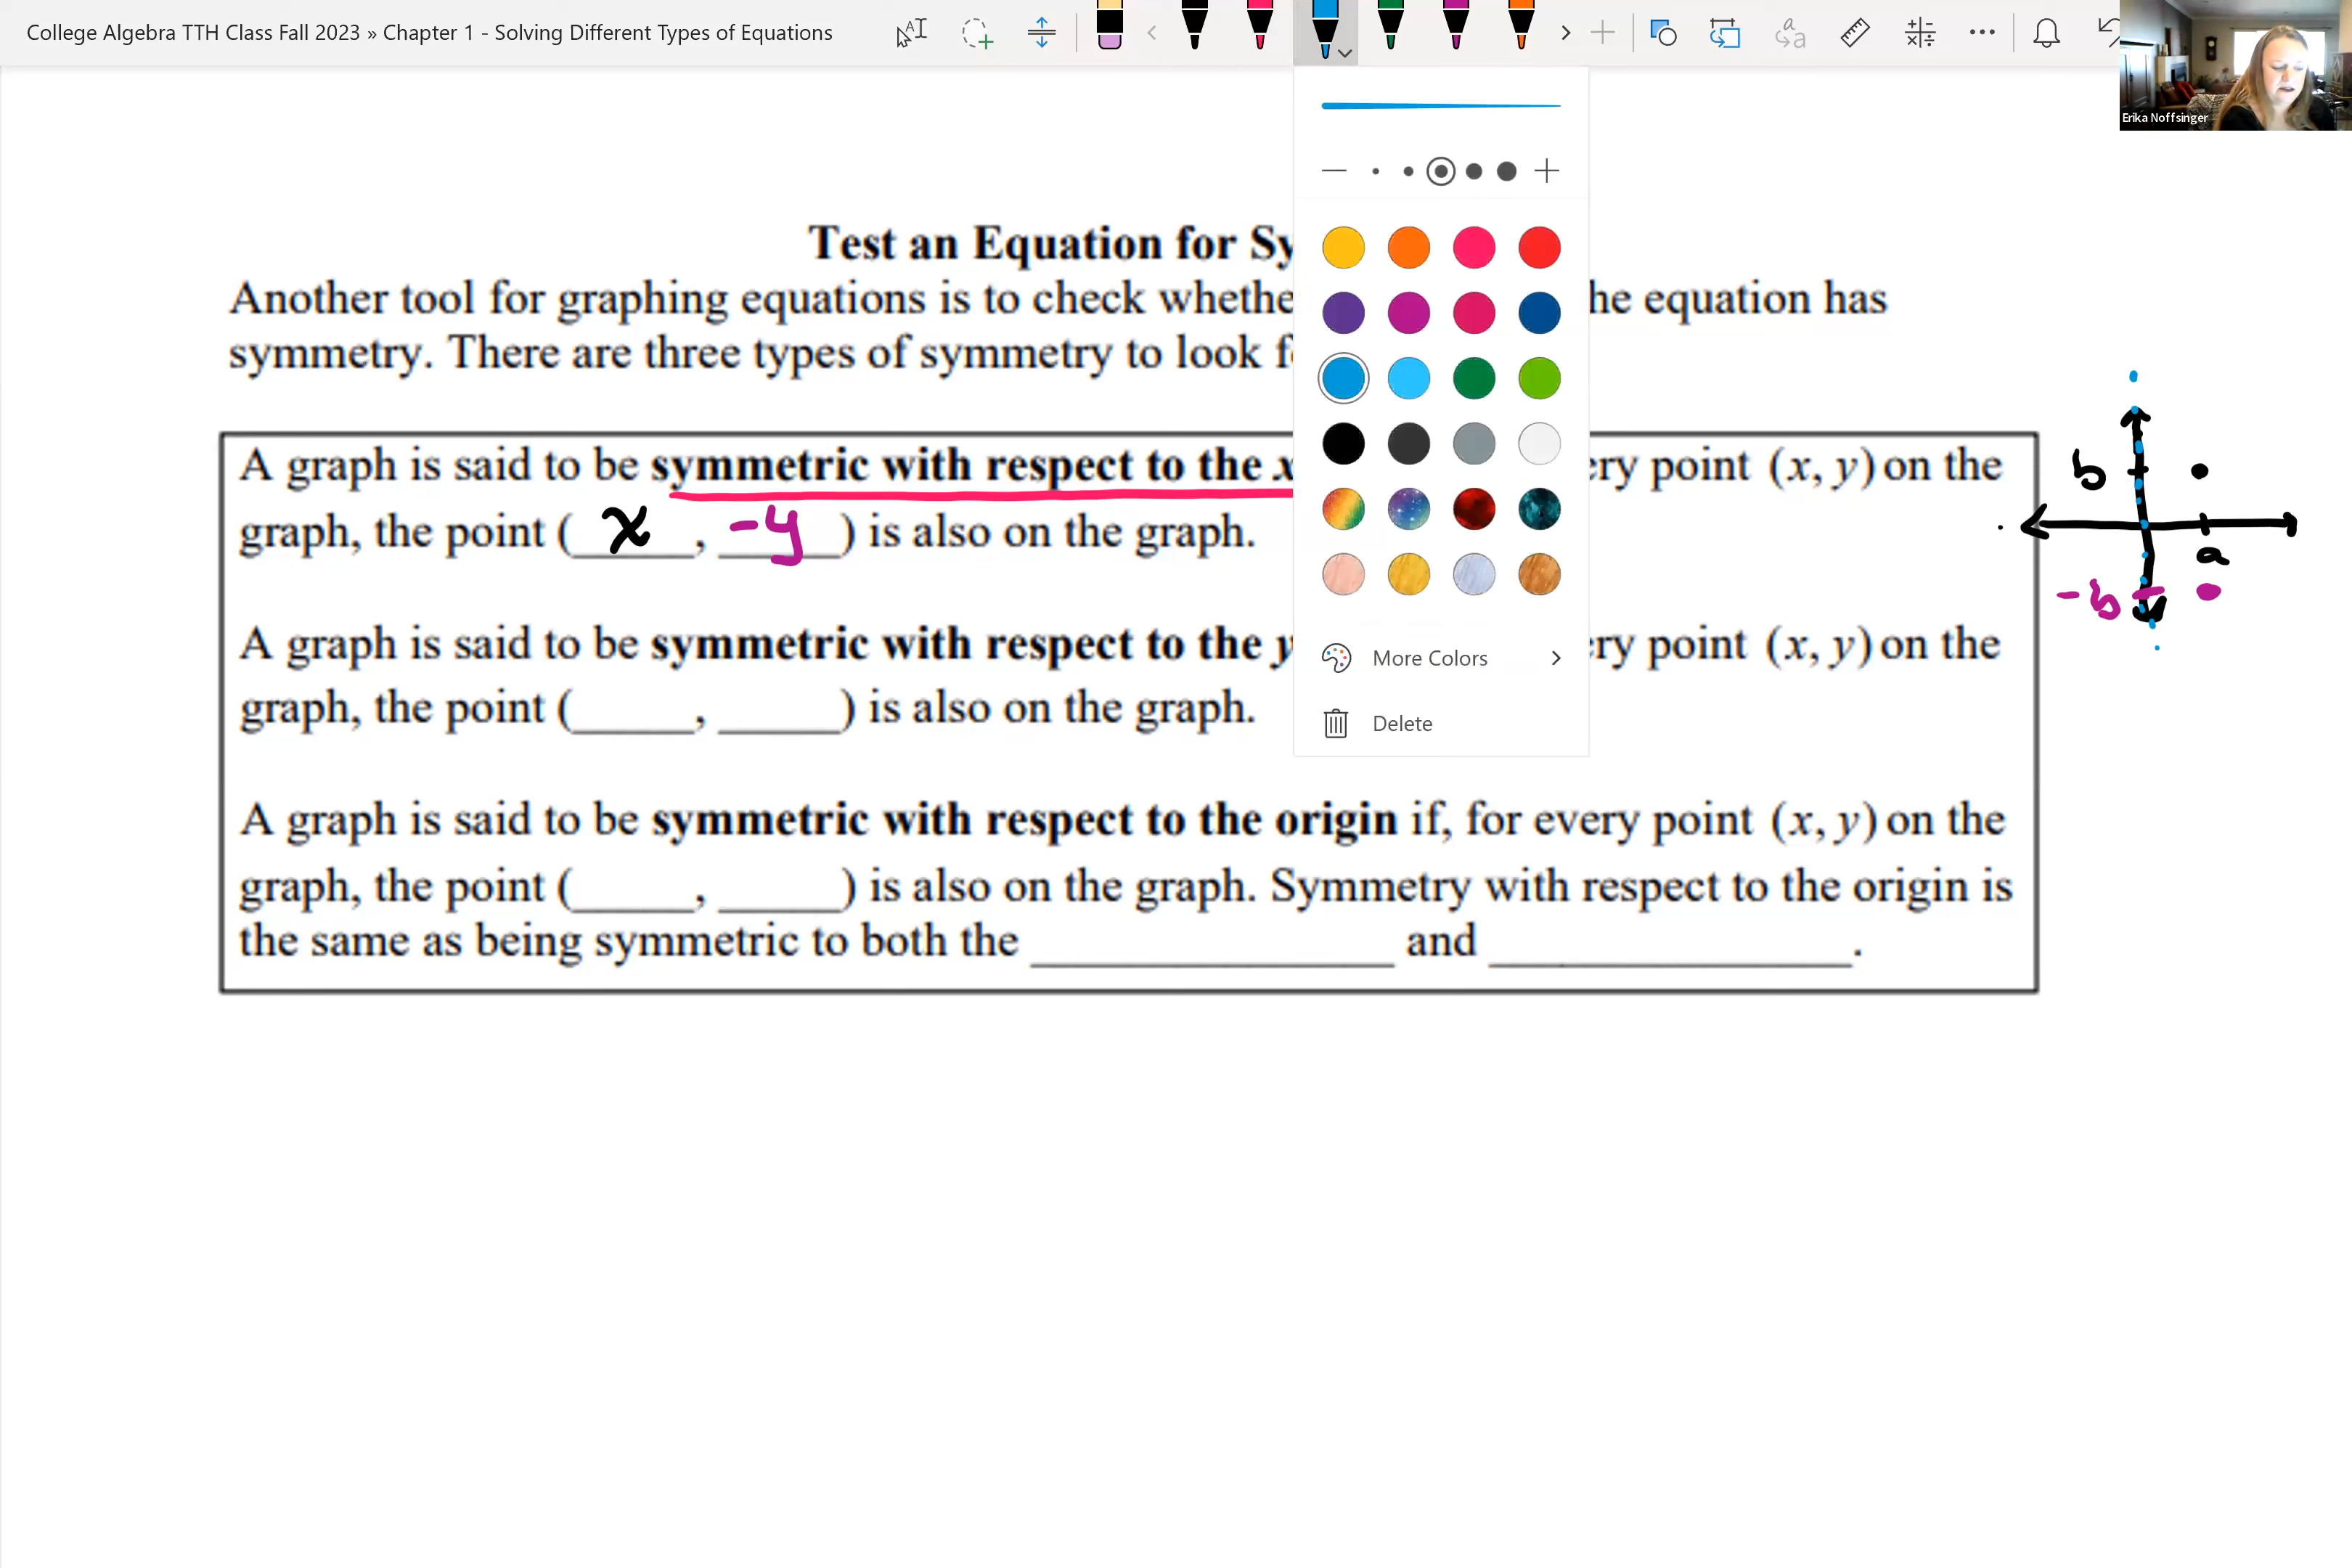 College Algebra TTH Class Fall 2023 » Chapter 1 - Solving Different Types of Equations
Erika Noffsinger
Test an Equation for Sy
Another tool for graphing equations is to check whethe he equation has
symmetry. There are three types of symmetry to look f
A graph is said to be symmetric with respect to the x ery point (x, y) on the
graph, the point ( x , -y ) is also on the graph.
A graph is said to be symmetric with respect to the y ery point (x, y) on the
graph, the point (_____, _____) is also on the graph.
A graph is said to be symmetric with respect to the origin if, for every point (x, y) on the
graph, the point (_____, _____) is also on the graph. Symmetry with respect to the origin is
the same as being symmetric to both the _______________ and _______________.
More Colors
Delete
b
a
-b